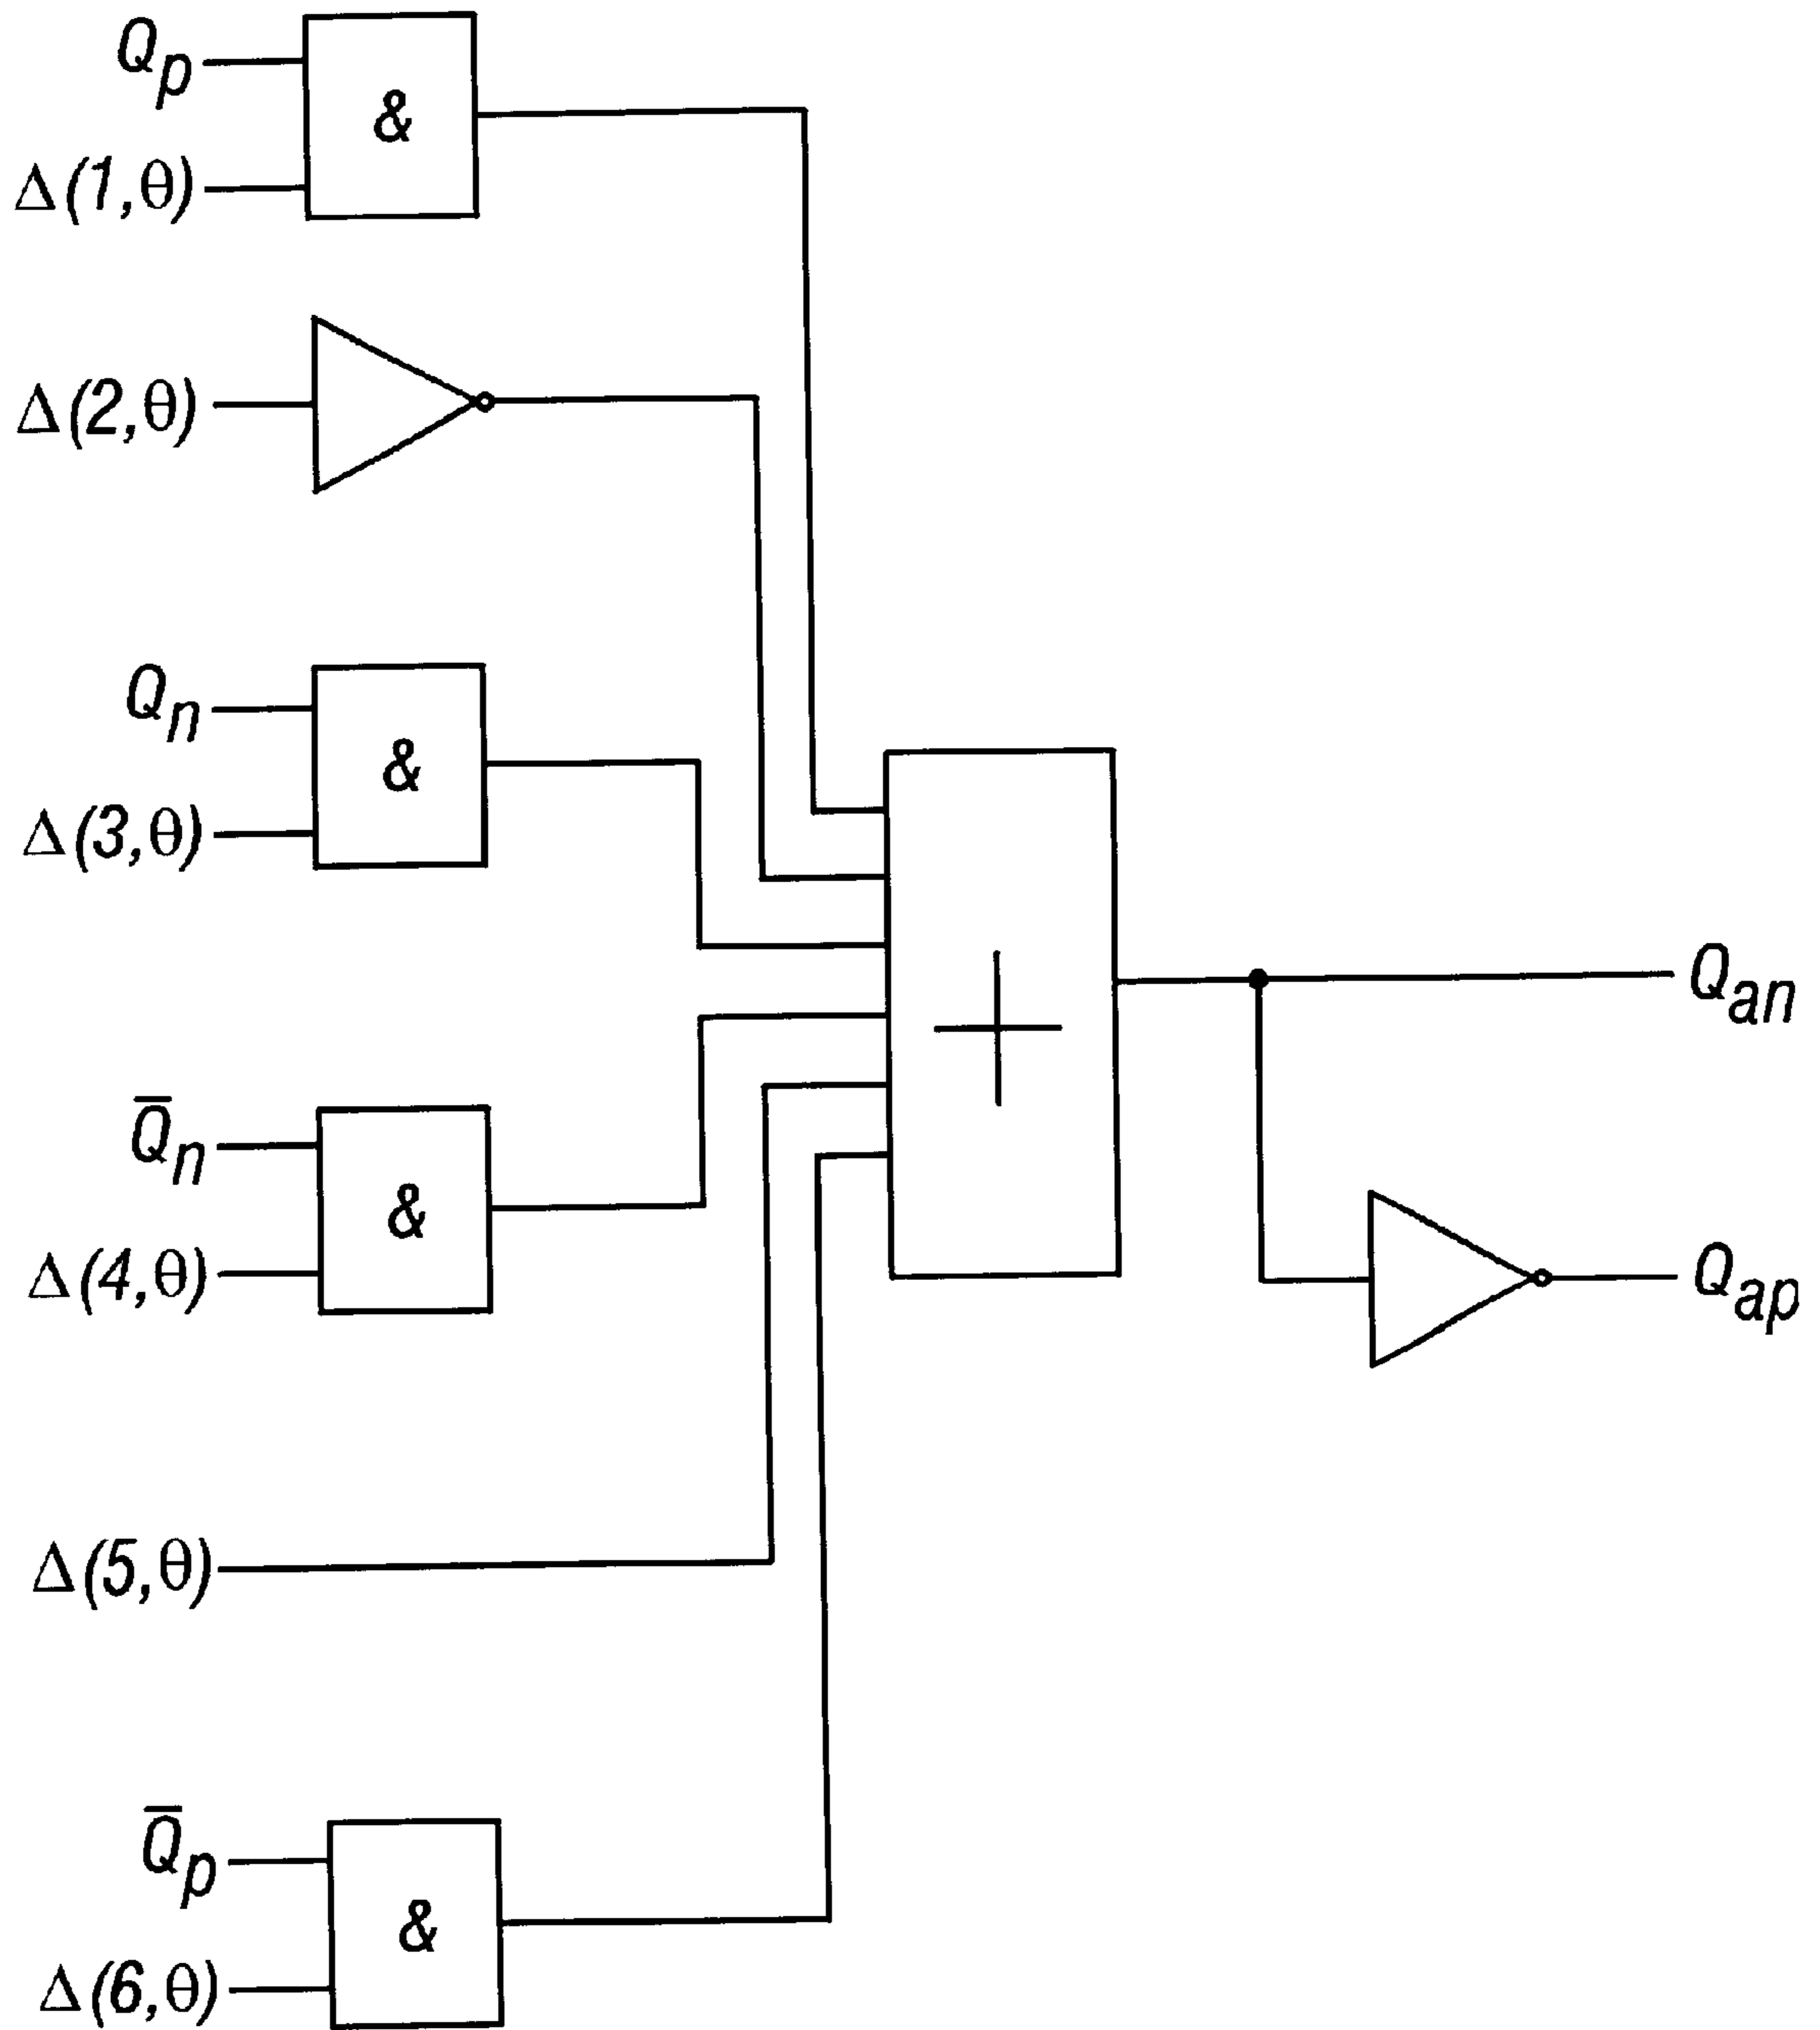 Qp
&
Δ(1,θ)
Δ(2,θ)
Qn
&
Δ(3,θ)
+
Qan
Q̅n
&
Δ(4,θ)
Qap
Δ(5,θ)
Q̅p
&
Δ(6,θ)